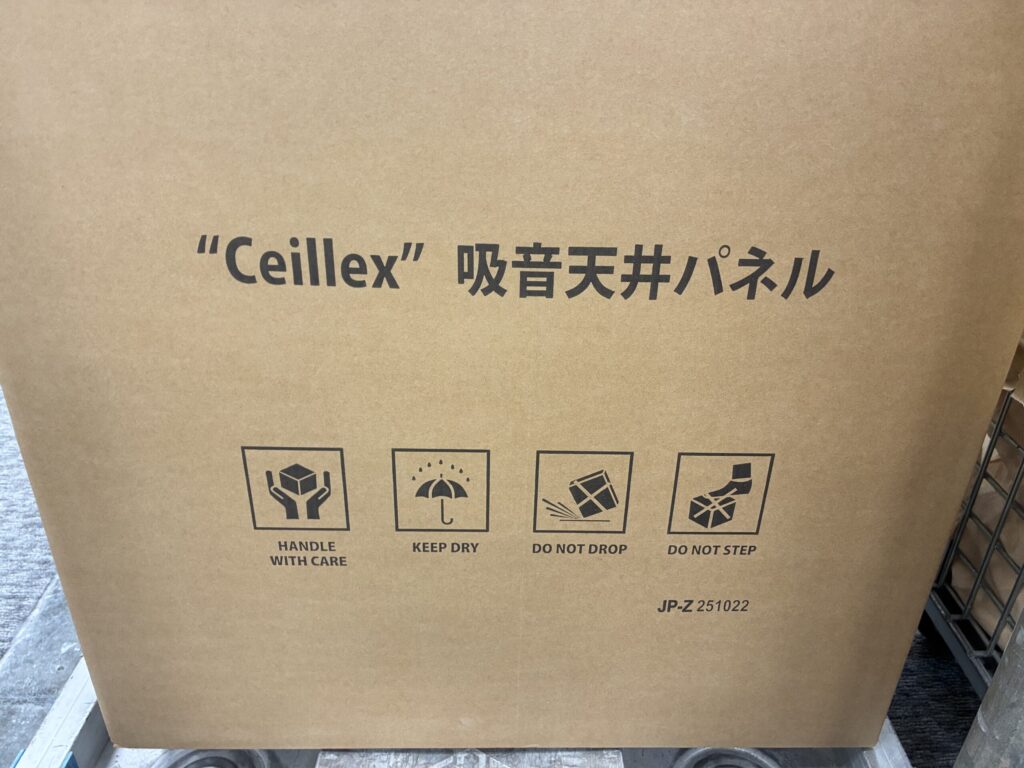 “Ceillex” 吸音天井パネル
HANDLE
WITH CARE
KEEP DRY
DO NOT DROP
DO NOT STEP
JP-Z 251022